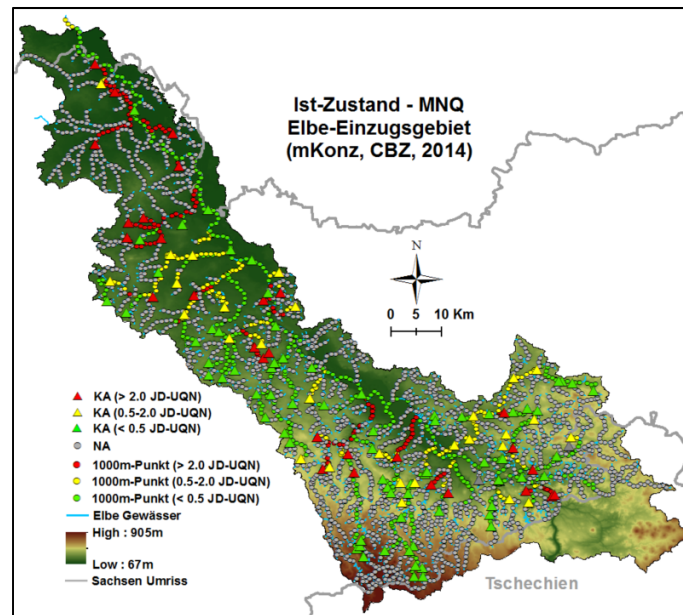 Ist-Zustand - MNQ
Elbe-Einzugsgebiet
(mKonz, CBZ, 2014)
N
0 5 10 Km
KA (> 2.0 JD-UQN)
KA (0.5-2.0 JD-UQN)
KA (< 0.5 JD-UQN)
NA
1000m-Punkt (> 2.0 JD-UQN)
1000m-Punkt (0.5-2.0 JD-UQN)
1000m-Punkt (< 0.5 JD-UQN)
Elbe Gewässer
High : 905m
Low : 67m
Sachsen Umriss
Tschechien